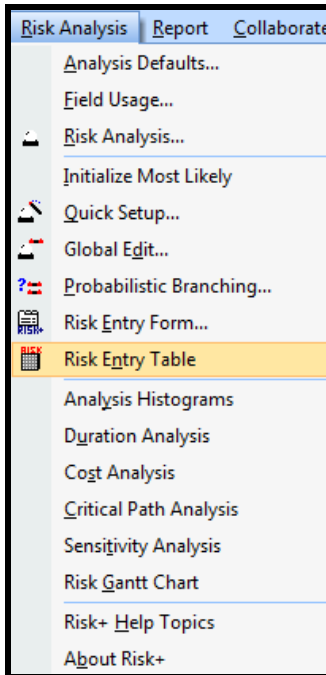 Risk Analysis Report Collaborate
Analysis Defaults...
Field Usage...
Risk Analysis...
Initialize Most Likely
Quick Setup...
Global Edit...
?
Probabilistic Branching...
RISK+
Risk Entry Form...
RISK
Risk Entry Table
Analysis Histograms
Duration Analysis
Cost Analysis
Critical Path Analysis
Sensitivity Analysis
Risk Gantt Chart
Risk+ Help Topics
About Risk+